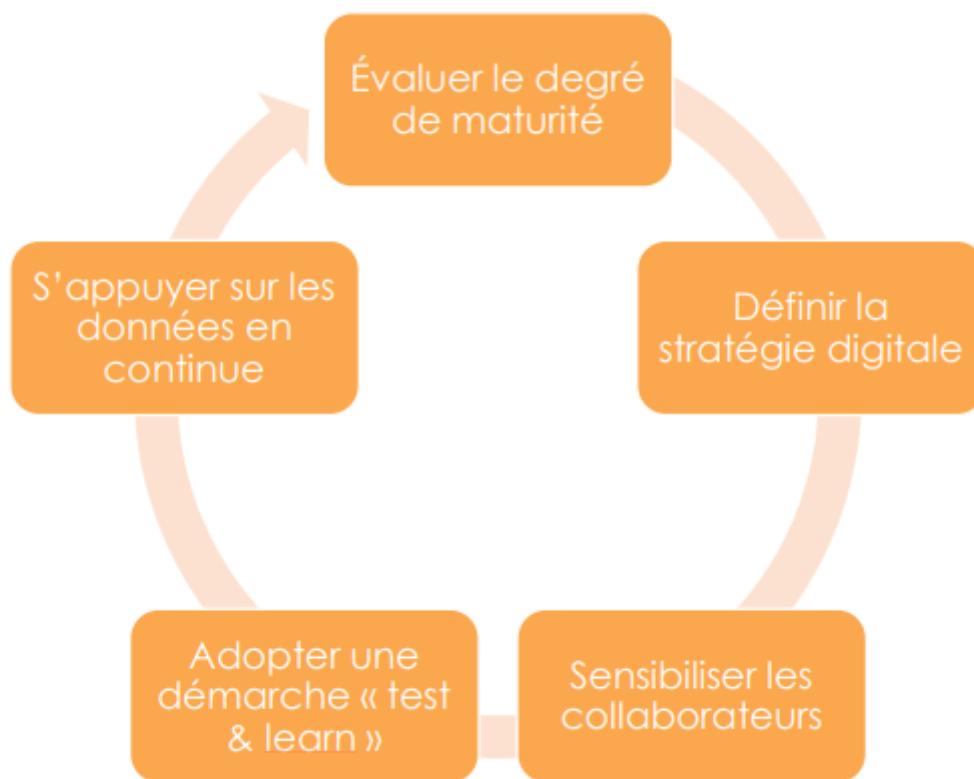 Évaluer le degré
de maturité
Définir la
stratégie digitale
Sensibiliser les
collaborateurs
Adopter une
démarche « test
& learn »
S'appuyer sur les
données en
continue